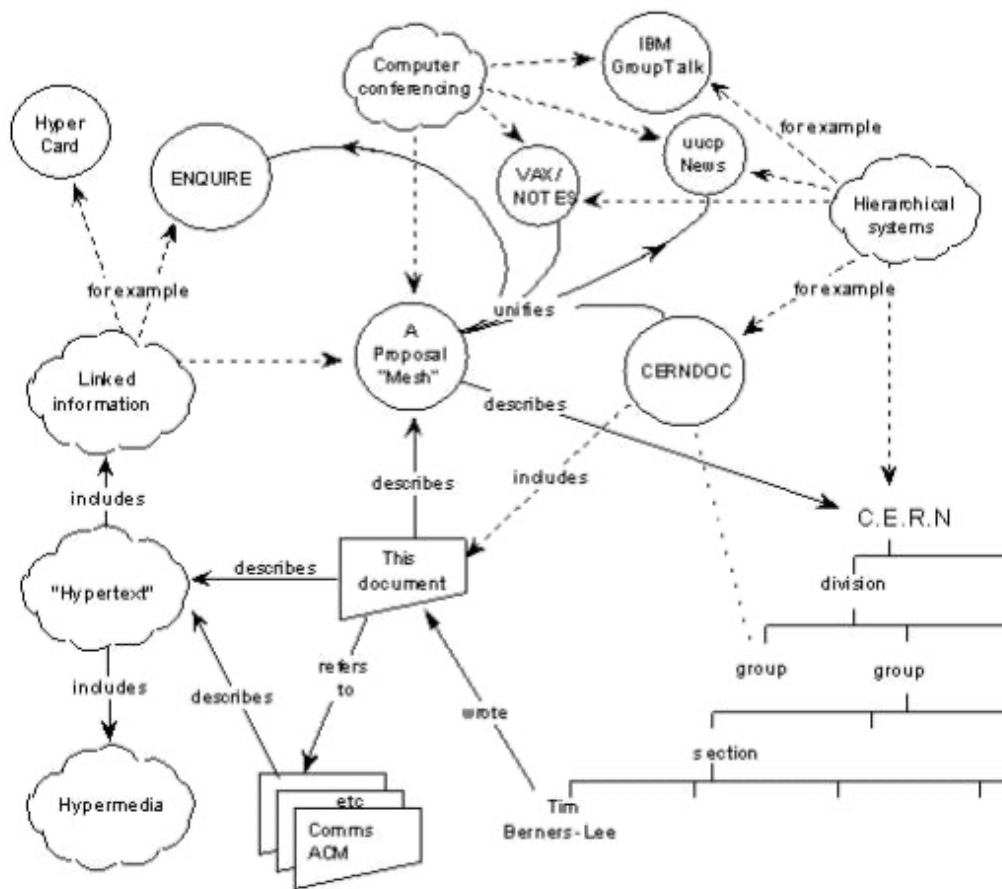 IBM
GroupTalk
Computer
conferencing
Hyper
Card
for example
uucp
News
ENQUIRE
VAX/
NOTES
Hierarchical
systems
for example
unifies
for example
A
Proposal
"Mesh"
CERNDOC
Linked
information
describes
includes
describes
includes
C.E.R.N
This
document
describes
division
"Hypertext"
refers
to
group
group
includes
describes
wrote
section
Hypermedia
etc
Tim
Berners-Lee
Comms
ACM